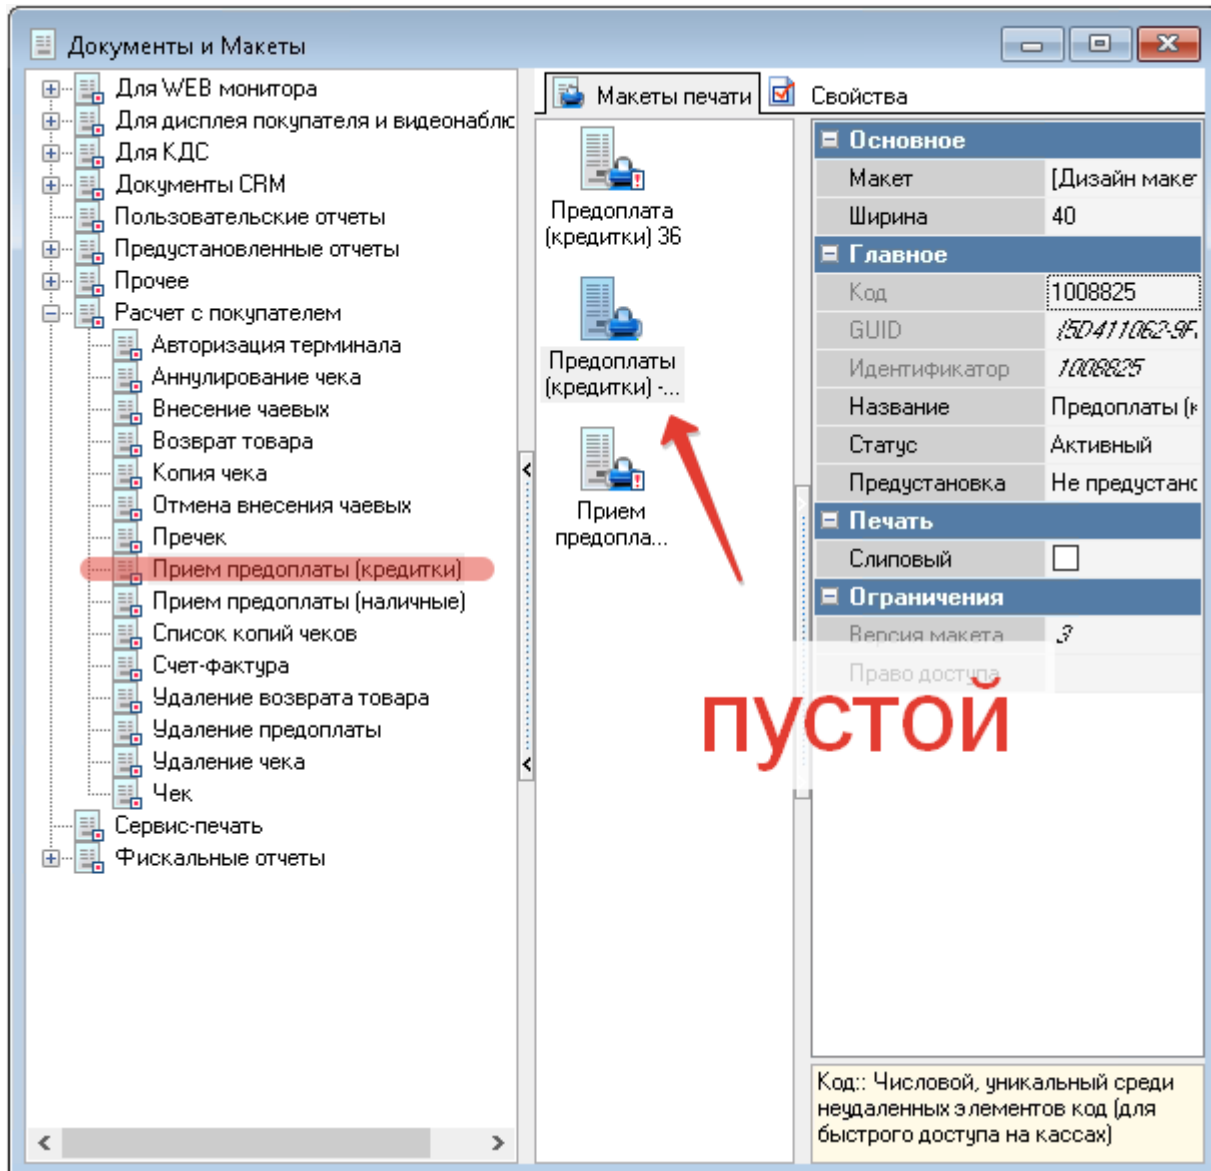 Документы и Макеты
Для WEB монитора
Для дисплея покупателя и видеонаблю
Для КДС
Документы CRM
Пользовательские отчеты
Предустановленные отчеты
Прочее
Расчет с покупателем
Авторизация терминала
Аннулирование чека
Внесение чаевых
Возврат товара
Копия чека
Отмена внесения чаевых
Пречек
Прием предоплаты (кредитки)
Прием предоплаты (наличные)
Список копий чеков
Счет-фактура
Удаление возврата товара
Удаление предоплаты
Удаление чека
Чек
Сервис-печать
Фискальные отчеты
Макеты печати
Свойства
Предоплата
(кредитки) 36
Предоплаты
(кредитки) -...
Прием
предопла...
Основное
Макет [Дизайн макет
Ширина 40
Главное
Код 1008825
GUID {5D411062-9F
Идентификатор 1008825
Название Предоплаты (к
Статус Активный
Предустановка Не предустано
Печать
Слиповый
Ограничения
Версия макета 3
Право доступа
пустой
Код:: Числовой, уникальный среди
неудаленных элементов код (для
быстрого доступа на кассах)